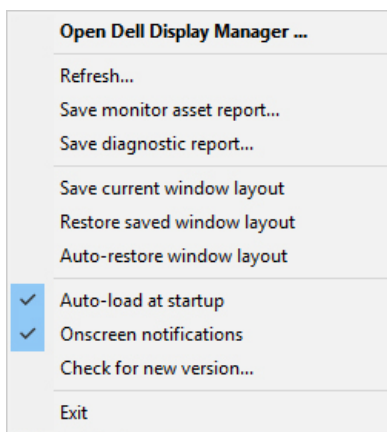 Open Dell Display Manager ...
Refresh...
Save monitor asset report...
Save diagnostic report...
Save current window layout
Restore saved window layout
Auto-restore window layout
Auto-load at startup
Onscreen notifications
Check for new version...
Exit